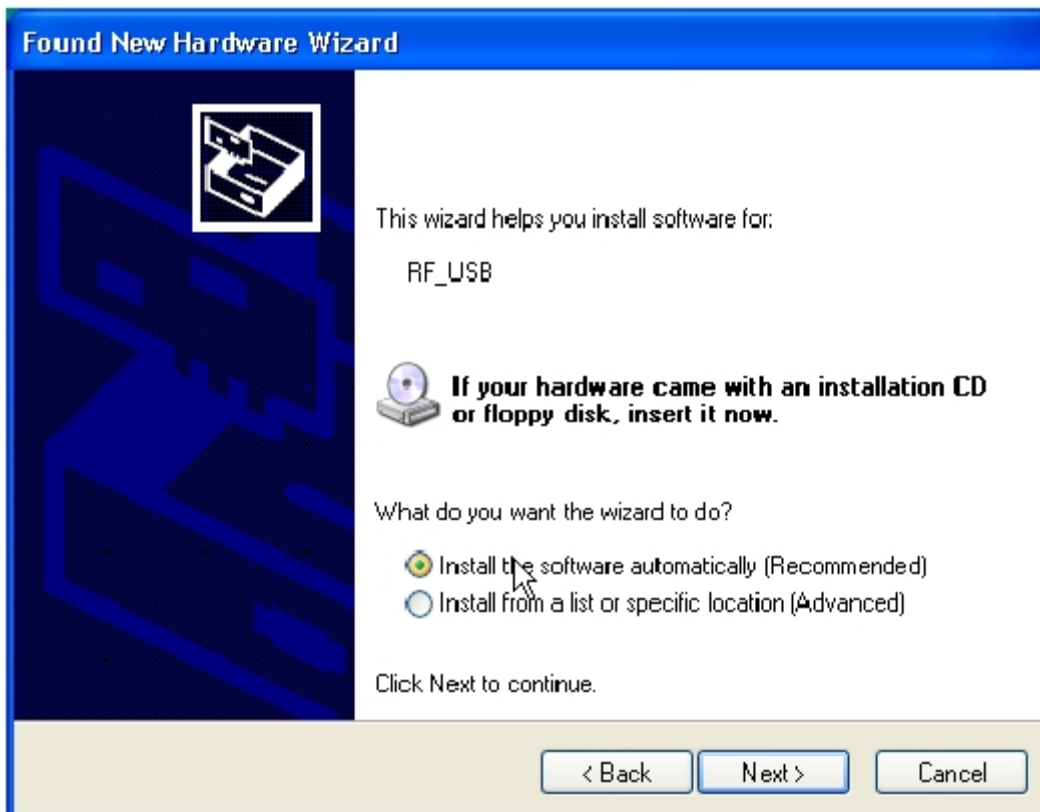 Found New Hardware Wizard
This wizard helps you install software for:
RF_USB
If your hardware came with an installation CD
or floppy disk, insert it now.
What do you want the wizard to do?
Install the software automatically (Recommended)
Install from a list or specific location (Advanced)
Click Next to continue.
< Back
Next >
Cancel